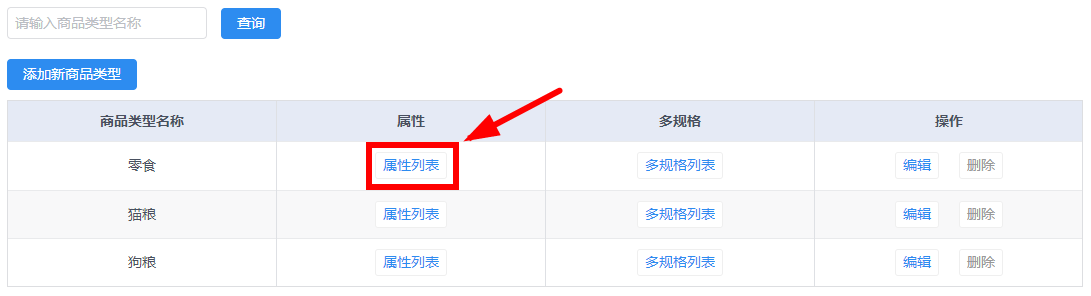 请输入商品类型名称 查询
添加新商品类型
商品类型名称 属性 多规格 操作
零食 属性列表 多规格列表 编辑 删除
猫粮 属性列表 多规格列表 编辑 删除
狗粮 属性列表 多规格列表 编辑 删除